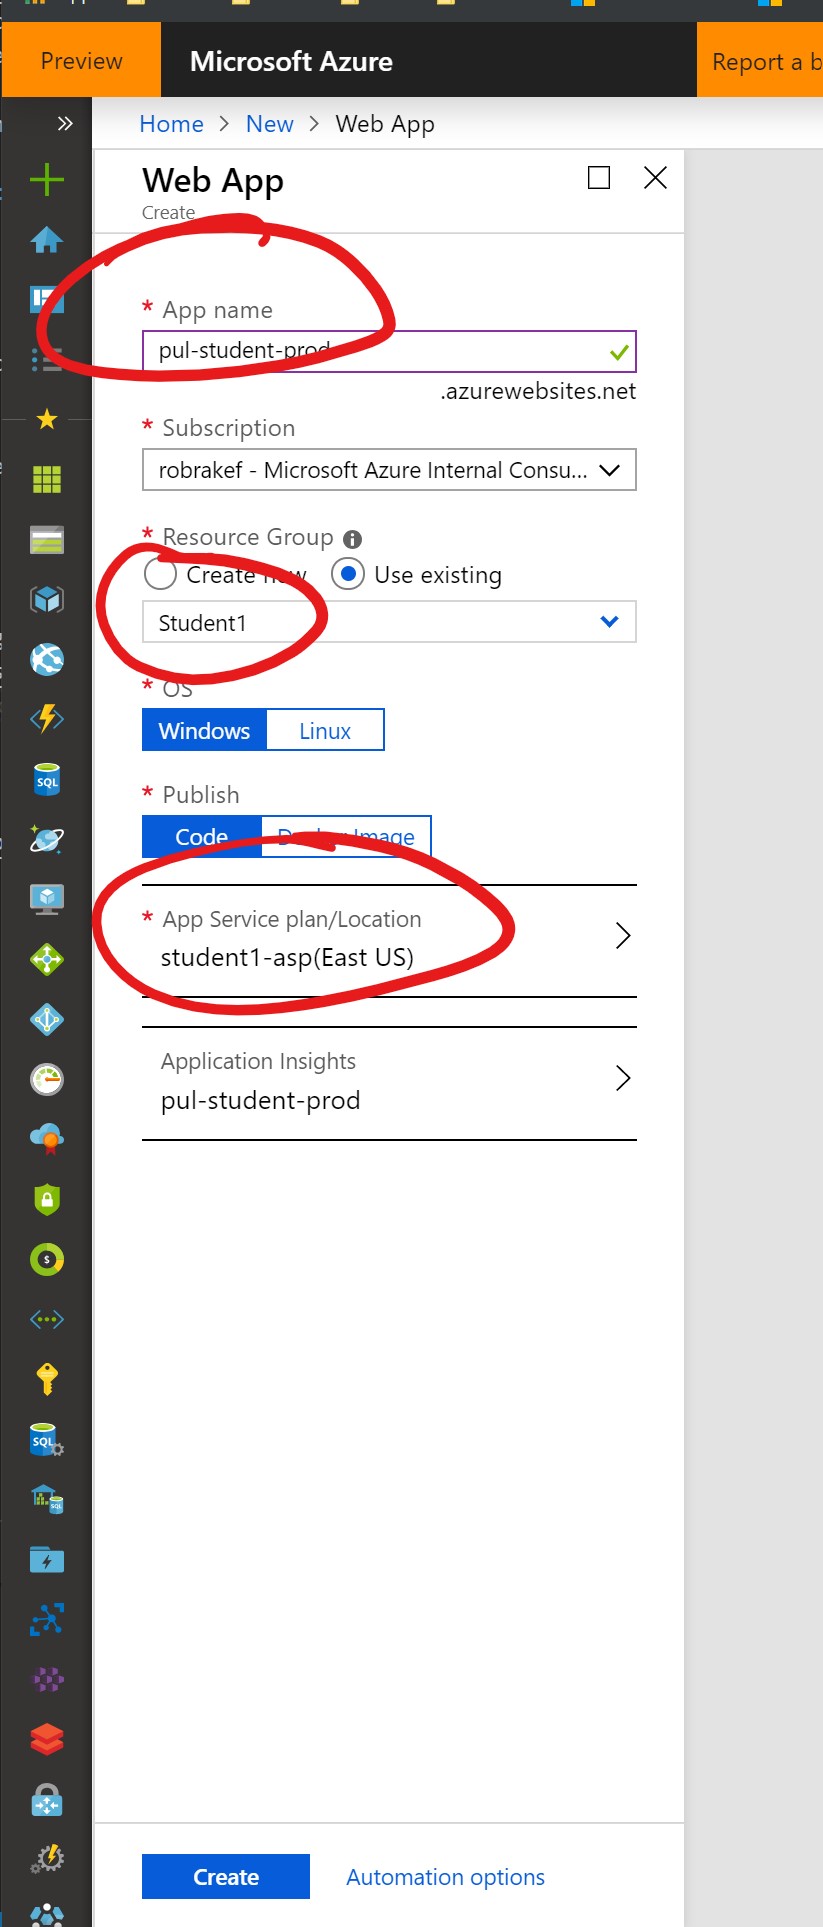 Preview
Microsoft Azure
Report a b
Home > New > Web App
Web App
Create
* App name
pul-student-prod
.azurewebsites.net
* Subscription
robrakef - Microsoft Azure Internal Consu...
* Resource Group
Create new Use existing
Student1
* OS
Windows Linux
* Publish
Code Docker Image
* App Service plan/Location
student1-asp(East US)
Application Insights
pul-student-prod
Create Automation options